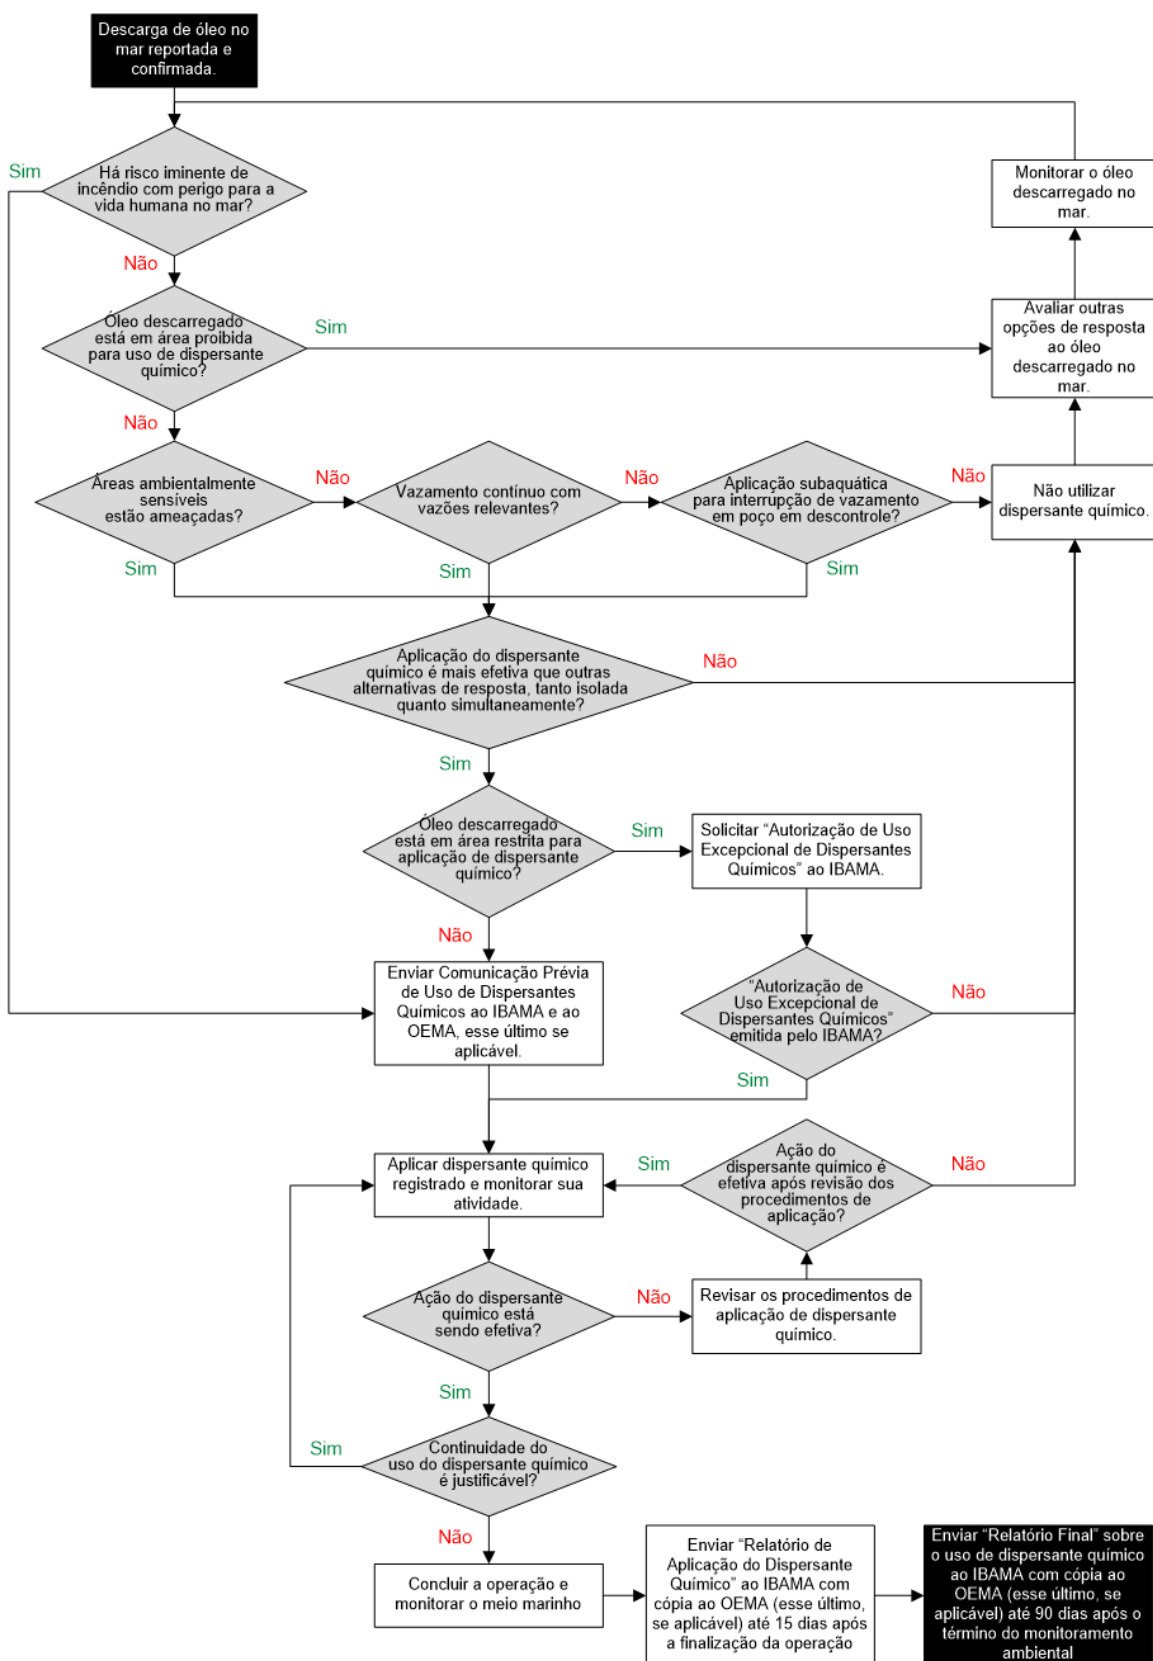 Descarga de óleo no
mar reportada e
confirmada.
Sim
Há risco iminente de
incêndio com perigo para a
vida humana no mar?
Monitorar o óleo
descarregado no
mar.
Não
Óleo descarregado
está em área proibida
para uso de dispersante
químico?
Sim
Avaliar outras
opções de resposta
ao óleo
descarregado no
mar.
Não
Áreas ambientalmente
sensíveis
estão ameaçadas?
Não
Vazamento contínuo com
vazões relevantes?
Não
Aplicação subaquática
para interrupção de vazamento
em poço em descontrole?
Não
Não utilizar
dispersante químico.
Sim
Sim
Sim
Aplicação do dispersante
químico é mais efetiva que outras
alternativas de resposta, tanto isolada
quanto simultaneamente?
Não
Sim
Óleo descarregado
está em área restrita para
aplicação de dispersante
químico?
Sim
Solicitar “Autorização de Uso
Excepcional de Dispersantes
Químicos” ao IBAMA.
Não
Enviar Comunicação Prévia
de Uso de Dispersantes
Químicos ao IBAMA e ao
OEMA, esse último se
aplicável.
“Autorização de
Uso Excepcional de
Dispersantes Químicos”
emitida pelo IBAMA?
Não
Sim
Aplicar dispersante químico
registrado e monitorar sua
atividade.
Sim
Ação do
dispersante químico é
efetiva após revisão dos
procedimentos de
aplicação?
Não
Ação do dispersante
químico está
sendo efetiva?
Não
Revisar os procedimentos de
aplicação de dispersante
químico.
Sim
Sim
Continuidade do
uso do dispersante químico
é justificável?
Não
Concluir a operação e
monitorar o meio marinho
Enviar “Relatório de
Aplicação do Dispersante
Químico” ao IBAMA com
cópia ao OEMA (esse último,
se aplicável) até 15 dias após
a finalização da operação
Enviar “Relatório Final” sobre
o uso de dispersante químico
ao IBAMA com cópia ao
OEMA (esse último, se
aplicável) até 90 dias após o
término do monitoramento
ambiental